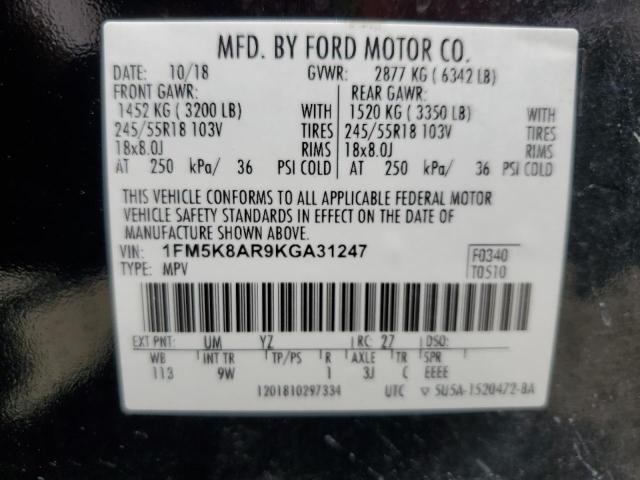 MFD. BY FORD MOTOR CO.
DATE: 10/18 GVWR: 2877 KG ( 6342 LB)
FRONT GAWR: REAR GAWR:
1452 KG ( 3200 LB) WITH 1520 KG ( 3350 LB) WITH
245/55R18 103V TIRES 245/55R18 103V TIRES
18x8.0J RIMS 18x8.0J RIMS
AT 250 kPa/ 36 PSI COLD AT 250 kPa/ 36 PSI COLD
THIS VEHICLE CONFORMS TO ALL APPLICABLE FEDERAL MOTOR
VEHICLE SAFETY STANDARDS IN EFFECT ON THE DATE OF
MANUFACTURE SHOWN ABOVE.
VIN: 1FM5K8AR9KGA31247 F0340
TYPE: MPV T0510
EXT PNT: UM YZ RC: 27 DSO:
WB INT TR TP/PS R AXLE TR SPR
113 9W 1 3J C EEEE
1201810297334 UTC ▽ 5U5A-1520472-BA